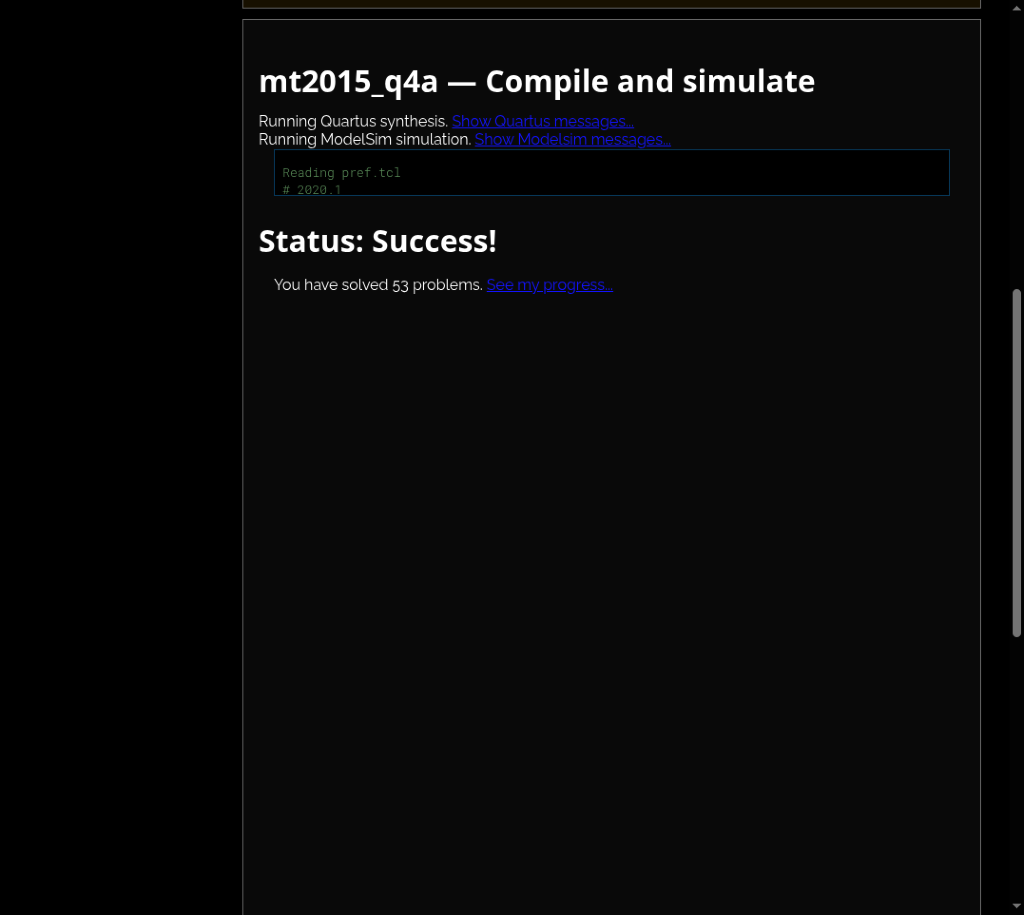 mt2015_q4a — Compile and simulate
Running Quartus synthesis. Show Quartus messages...
Running ModelSim simulation. Show Modelsim messages...
Reading pref.tcl
# 2020.1
Status: Success!
You have solved 53 problems. See my progress...